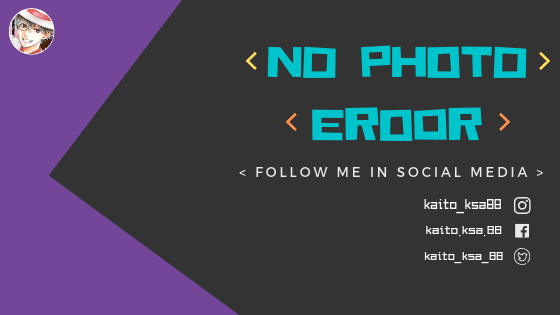 < NO PHOTO >
< EROOR >
< FOLLOW ME IN SOCIAL MEDIA >
kaito_ksa88
kaito.ksa.88
kaito_ksa_88